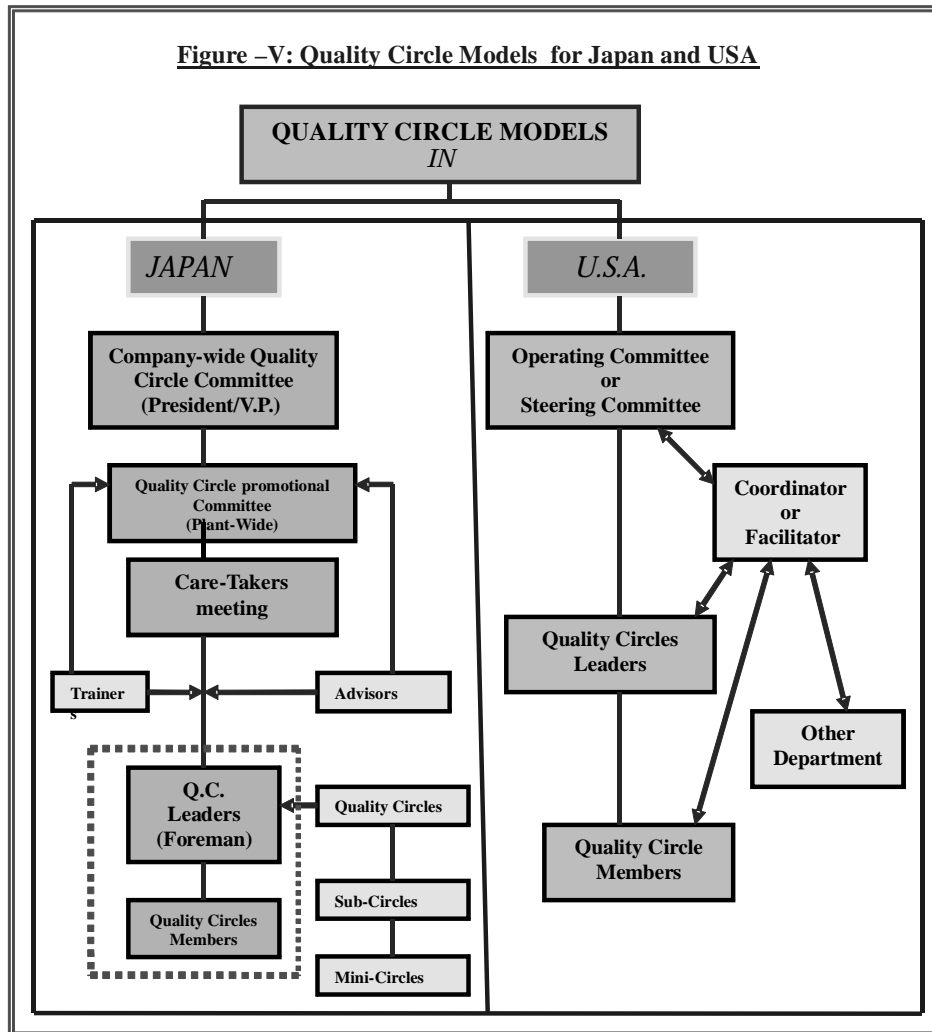 Figure –V: Quality Circle Models for Japan and USA
QUALITY CIRCLE MODELS
IN
JAPAN
Company-wide Quality
Circle Committee
(President/V.P.)
Quality Circle promotional
Committee
(Plant-Wide)
Care-Takers
meeting
Trainer
s
Advisors
Q.C.
Leaders
(Foreman)
Quality Circles
Members
Quality Circles
Sub-Circles
Mini-Circles
U.S.A.
Operating Committee
or
Steering Committee
Coordinator
or
Facilitator
Quality Circles
Leaders
Other
Department
Quality Circle
Members